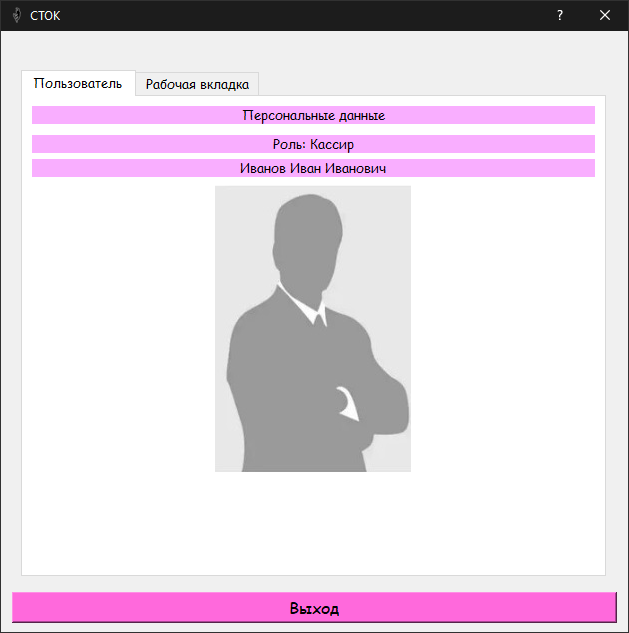 СТОК
Пользователь
Рабочая вкладка
Персональные данные
Роль: Кассир
Иванов Иван Иванович
Выход